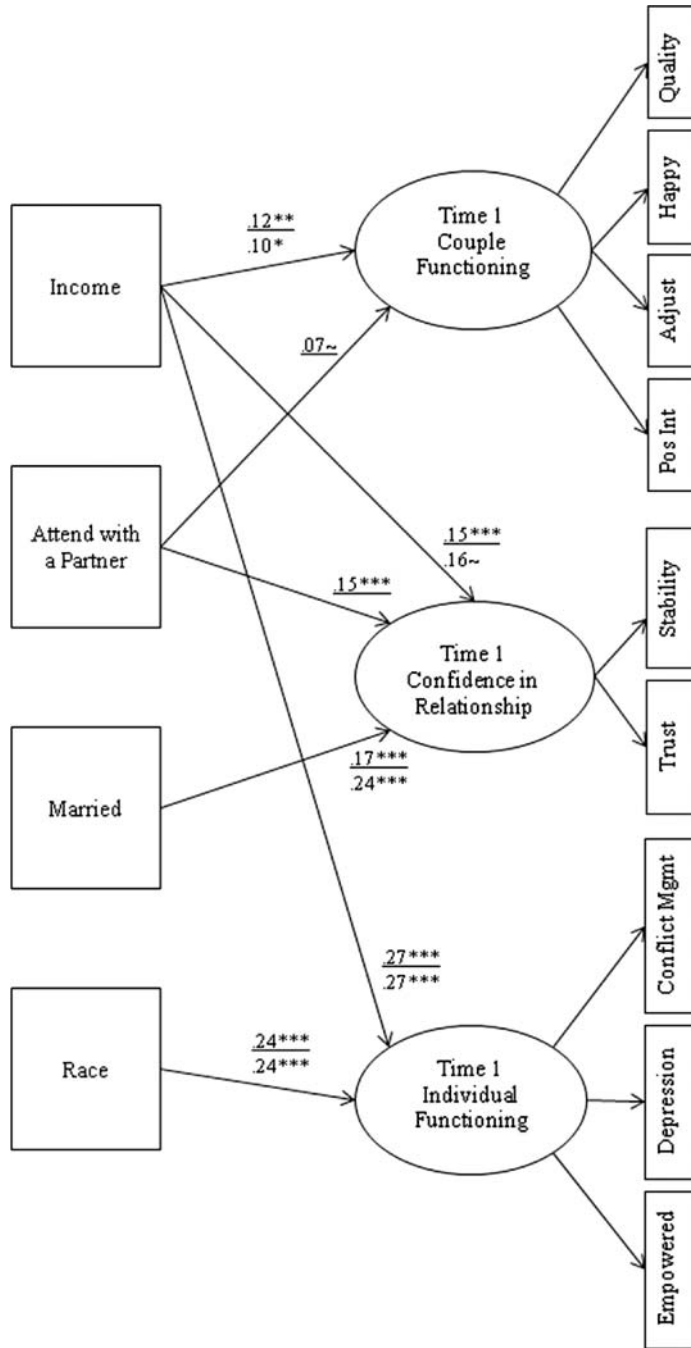 Income
Attend with
a Partner
Married
Race
.12**
.10*
.07~
.15***
.15***
.16~
.17***
.24***
.27***
.27***
.24***
.24***
Time 1
Couple
Functioning
Time 1
Confidence in
Relationship
Time 1
Individual
Functioning
Quality
Happy
Adjust
Pos Int
Stability
Trust
Conflict Mgmt
Depression
Empowered